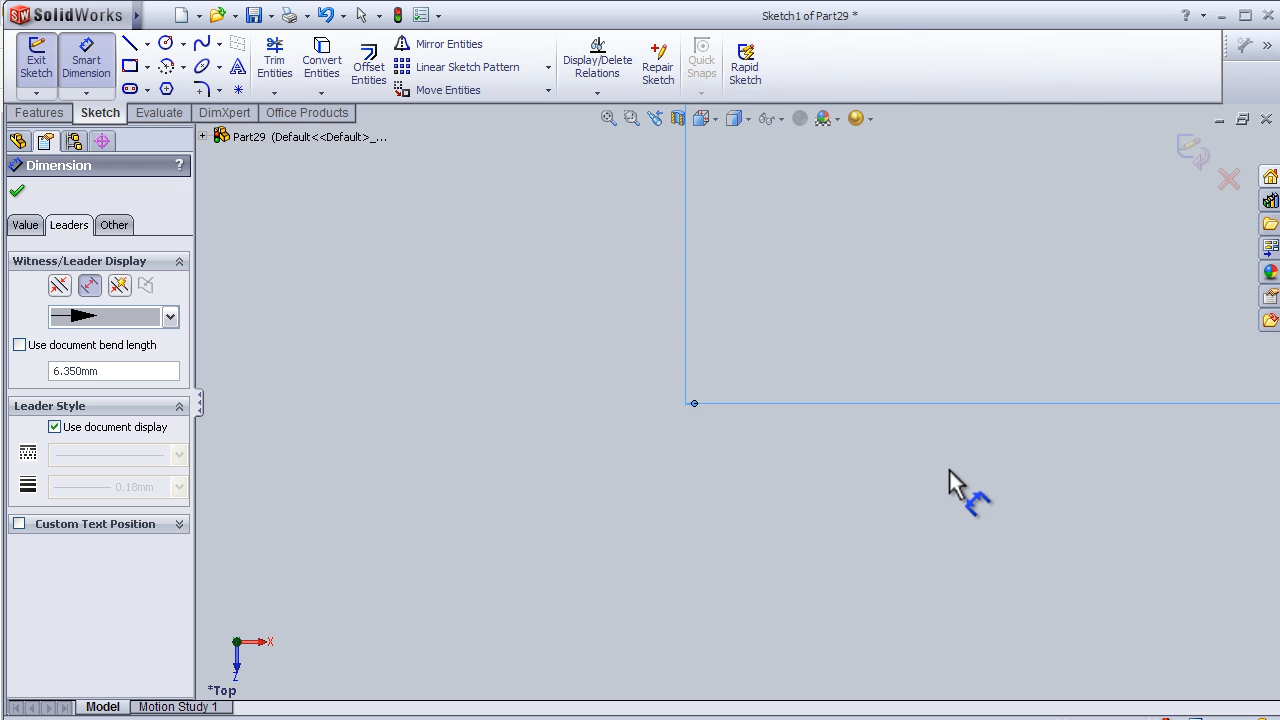 SolidWorks
Sketch1 of Part29 *
?
Exit Sketch
Smart Dimension
Trim Entities
Convert Entities
Offset Entities
Mirror Entities
Linear Sketch Pattern
Move Entities
Display/Delete Relations
Repair Sketch
Quick Snaps
Rapid Sketch
Features
Sketch
Evaluate
DimXpert
Office Products
Part29 (Default<<Default>_...
Dimension
?
Value
Leaders
Other
Witness/Leader Display
Use document bend length
6.350mm
Leader Style
Use document display
0.18mm
Custom Text Position
X
Z
*Top
Model
Motion Study 1